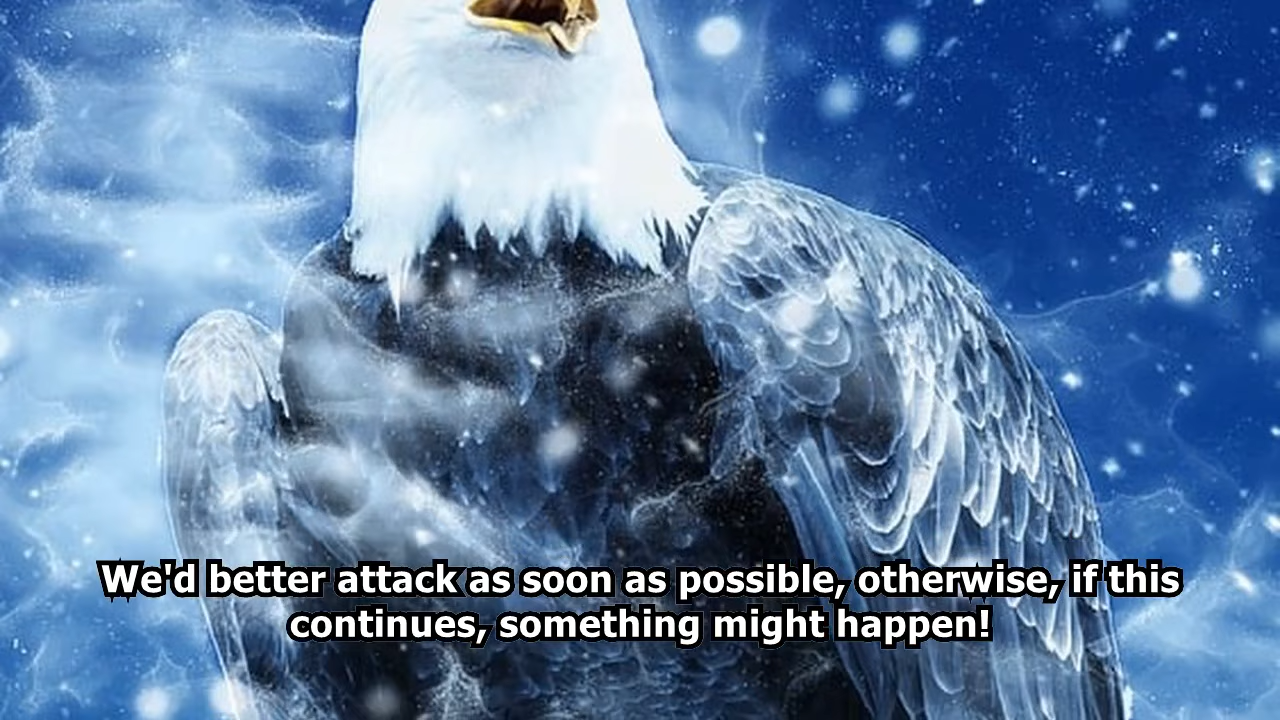 We'd better attack as soon as possible, otherwise, if this
continues, something might happen!